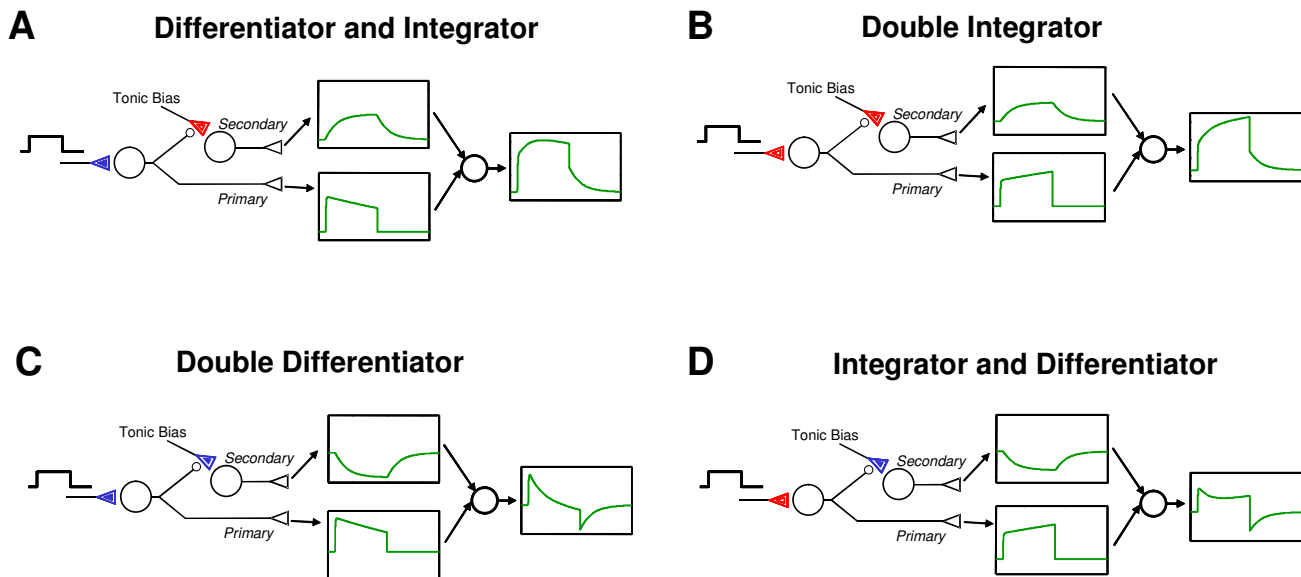 A
Differentiator and Integrator
Tonic Bias
Secondary
Primary
B
Double Integrator
Tonic Bias
Secondary
Primary
C
Double Differentiator
Tonic Bias
Secondary
Primary
D
Integrator and Differentiator
Tonic Bias
Secondary
Primary